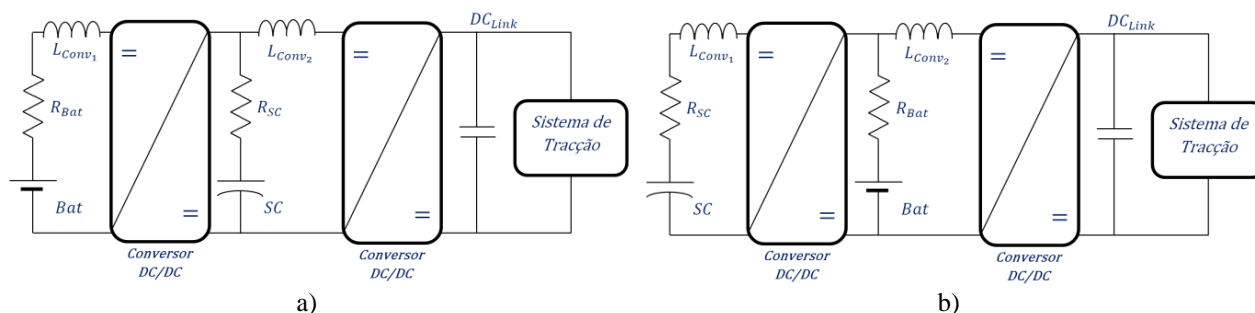 DC_Link
L_Conv₁
=
L_Conv₂
=
R_Bat
R_SC
Sistema de
Tracção
Bat
=
SC
=
Conversor
DC/DC
Conversor
DC/DC
a)
DC_Link
L_Conv₁
=
L_Conv₂
=
R_SC
R_Bat
Sistema de
Tracção
SC
=
Bat
=
Conversor
DC/DC
Conversor
DC/DC
b)